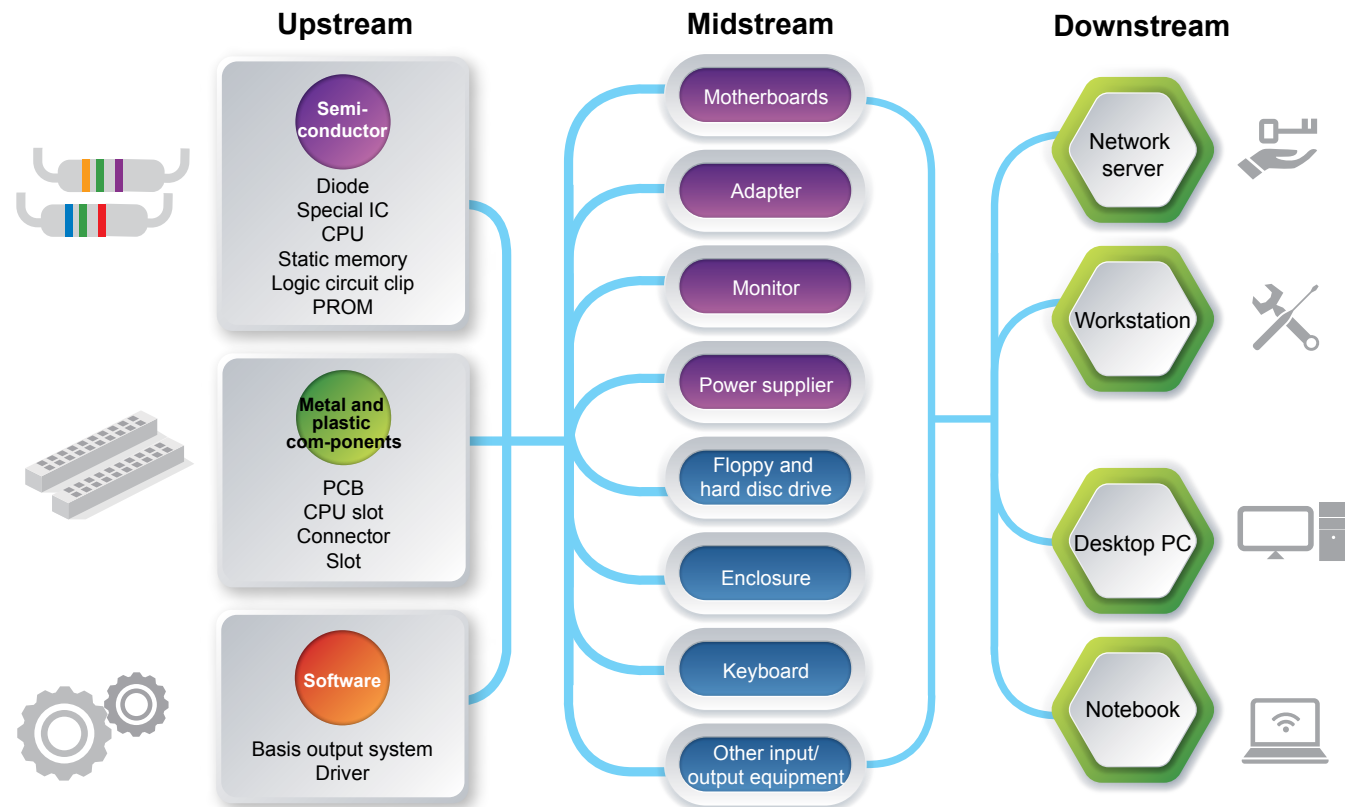 Upstream
Midstream
Downstream
Semi-
conductor
Diode
Special IC
CPU
Static memory
Logic circuit clip
PROM
Metal and
plastic
com-ponents
PCB
CPU slot
Connector
Slot
Software
Basis output system
Driver
Motherboards
Adapter
Monitor
Power supplier
Floppy and
hard disc drive
Enclosure
Keyboard
Other input/
output equipment
Network
server
Workstation
Desktop PC
Notebook